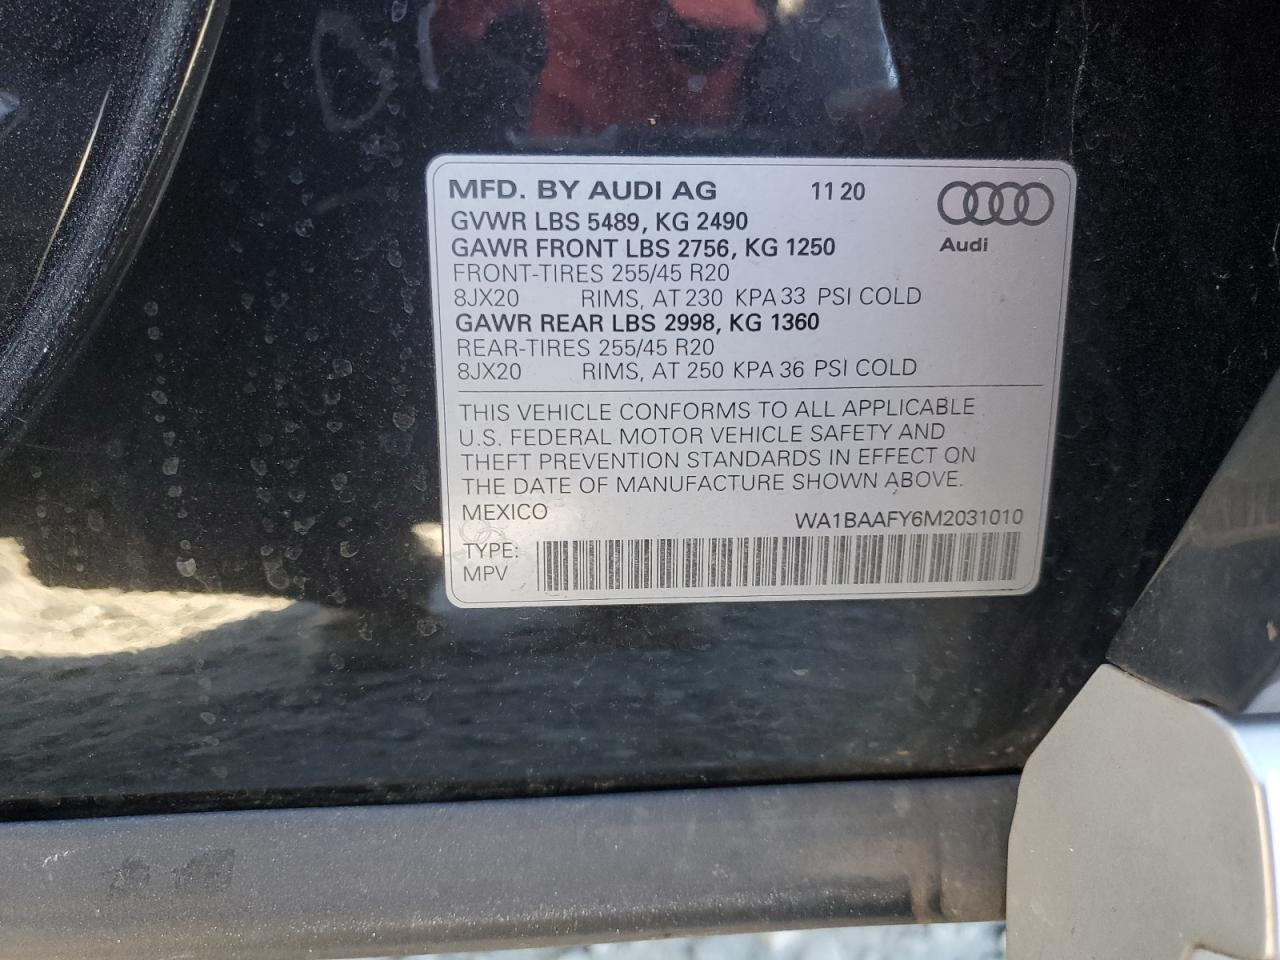 MFD. BY AUDI AG 11 20
GVWR LBS 5489, KG 2490
GAWR FRONT LBS 2756, KG 1250
Audi
FRONT-TIRES 255/45 R20
8JX20 RIMS, AT 230 KPA 33 PSI COLD
GAWR REAR LBS 2998, KG 1360
REAR-TIRES 255/45 R20
8JX20 RIMS, AT 250 KPA 36 PSI COLD
THIS VEHICLE CONFORMS TO ALL APPLICABLE
U.S. FEDERAL MOTOR VEHICLE SAFETY AND
THEFT PREVENTION STANDARDS IN EFFECT ON
THE DATE OF MANUFACTURE SHOWN ABOVE.
MEXICO WA1BAAFY6M2031010
TYPE:
MPV